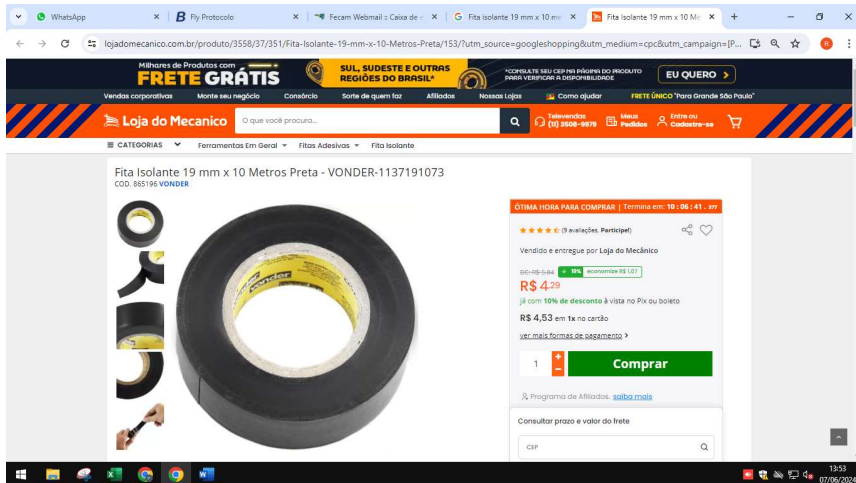 WhatsApp
Fly Protocolo
Fecam Webmail :: Caixa de e
Fita isolante 19 mm x 10 me
Fita Isolante 19 mm x 10 Me
lojadomecanico.com.br/produto/3558/37/351/Fita-Isolante-19-mm-x-10-Metros-Preta/153/?utm_source=googleshopping&utm_medium=cpc&utm_campaign=[P...
Milhares de Produtos com
FRETE GRÁTIS
SUL, SUDESTE E OUTRAS
REGIÕES DO BRASIL*
*CONSULTE SEU CEP NA PÁGINA DO PRODUTO
PARA VERIFICAR A DISPONIBILIDADE
EU QUERO
Vendas corporativas Monte seu negócio Consórcio Sorte de quem faz Afiliados Nossas Lojas Como ajudar FRETE ÚNICO "Para Grande São Paulo"
Loja do Mecanico
O que você procura...
Televendas
(11) 3508-9979
Meus
Pedidos
Entre ou
Cadastre-se
CATEGORIAS Ferramentas Em Geral Fitas Adesivas Fita Isolante
Fita Isolante 19 mm x 10 Metros Preta - VONDER-1137191073
COD. 865196 VONDER
vonder
vonder
ÓTIMA HORA PARA COMPRAR | Termina em: 10 : 06 : 41 . 377
(9 avaliações. Participe!)
Vendido e entregue por Loja do Mecânico
economize R$ 1,07
R$ 4,29
já com 10% de desconto à vista no Pix ou boleto
R$ 4,53 em 1x no cartão
ver mais formas de pagamento >
1
+
−
Comprar
Programa de Afiliados. saiba mais
Consultar prazo e valor do frete
CEP
13:53
07/06/2024